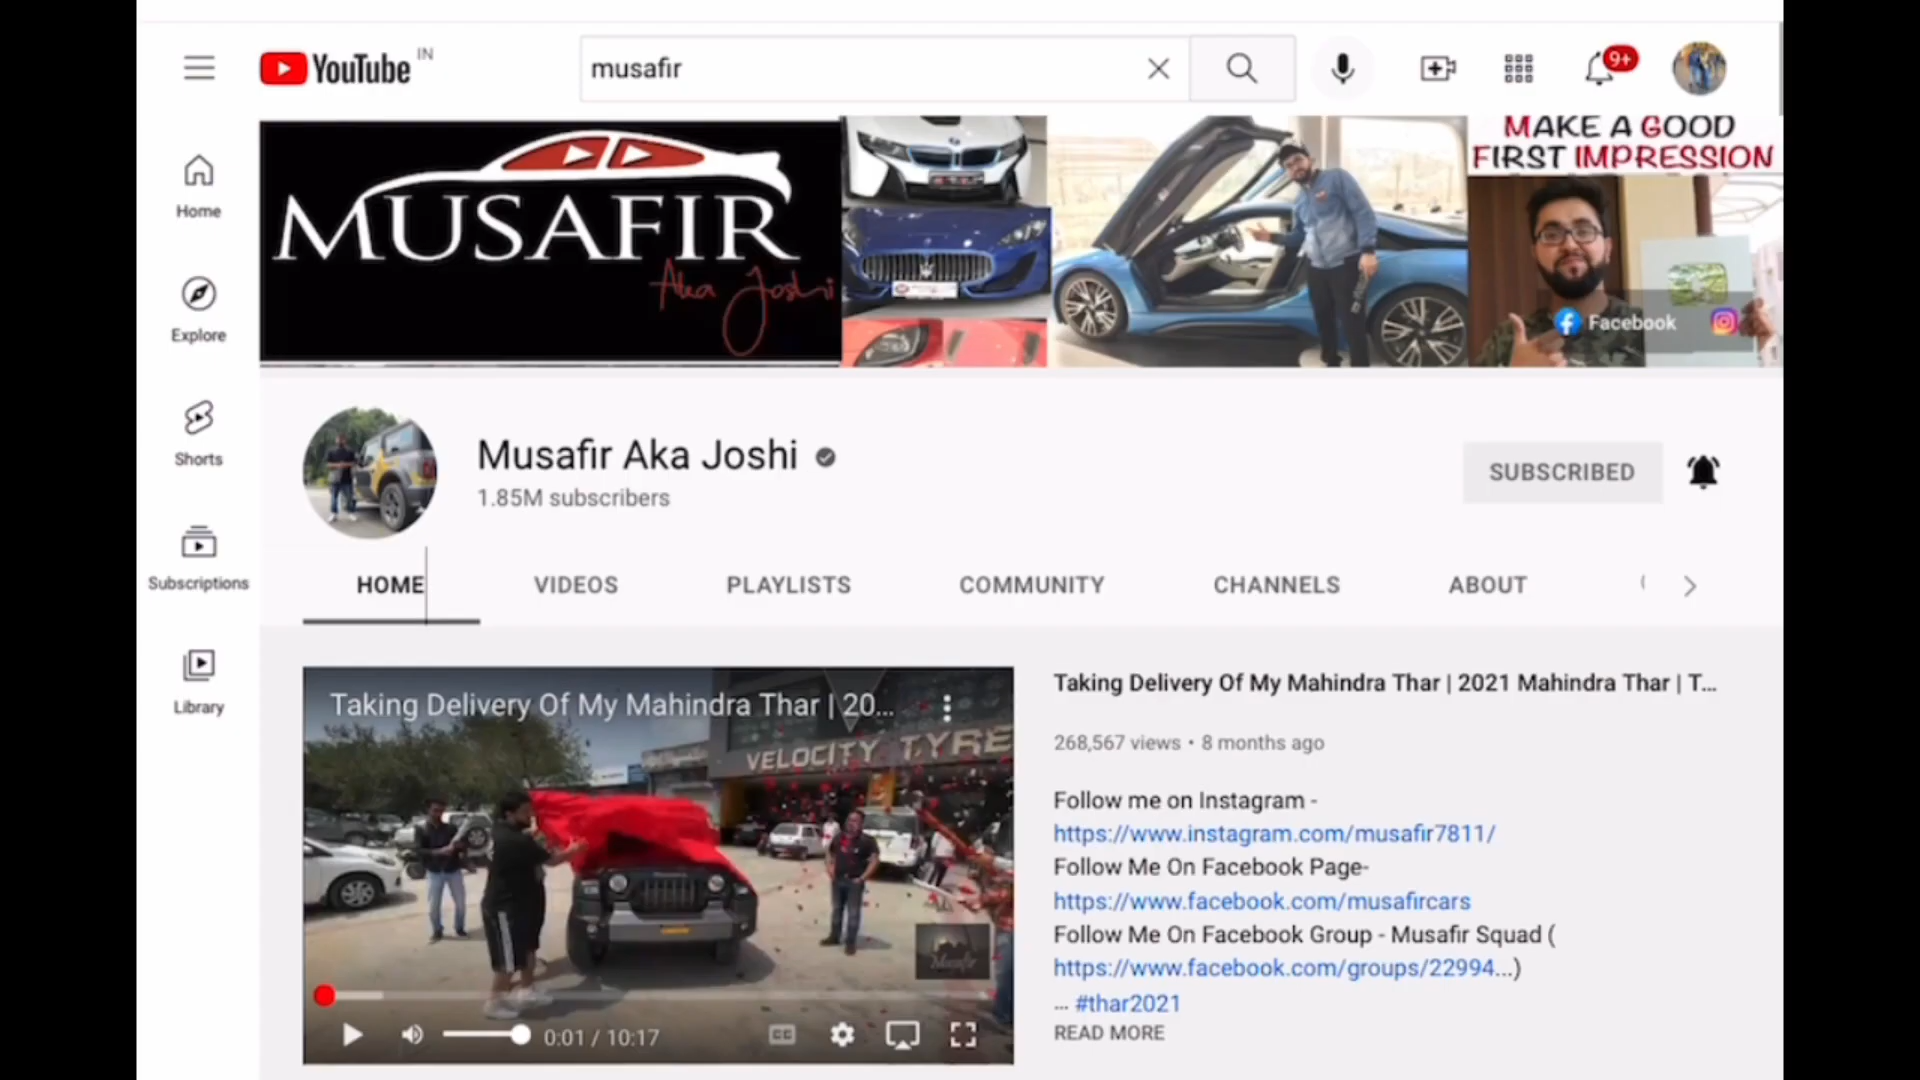 YouTube IN
musafir
9+
Home
Explore
Shorts
Subscriptions
Library
MUSAFIR
Aka Joshi
MAKE A GOOD
FIRST IMPRESSION
Facebook
Musafir Aka Joshi
1.85M subscribers
SUBSCRIBED
HOME
VIDEOS
PLAYLISTS
COMMUNITY
CHANNELS
ABOUT
Taking Delivery Of My Mahindra Thar | 20...
VELOCITY TYRE
Musafir
0:01 / 10:17
CC
Taking Delivery Of My Mahindra Thar | 2021 Mahindra Thar | T...
268,567 views • 8 months ago
Follow me on Instagram -
https://www.instagram.com/musafir7811/
Follow Me On Facebook Page-
https://www.facebook.com/musafircars
Follow Me On Facebook Group - Musafir Squad (
https://www.facebook.com/groups/22994...)
... #thar2021
READ MORE